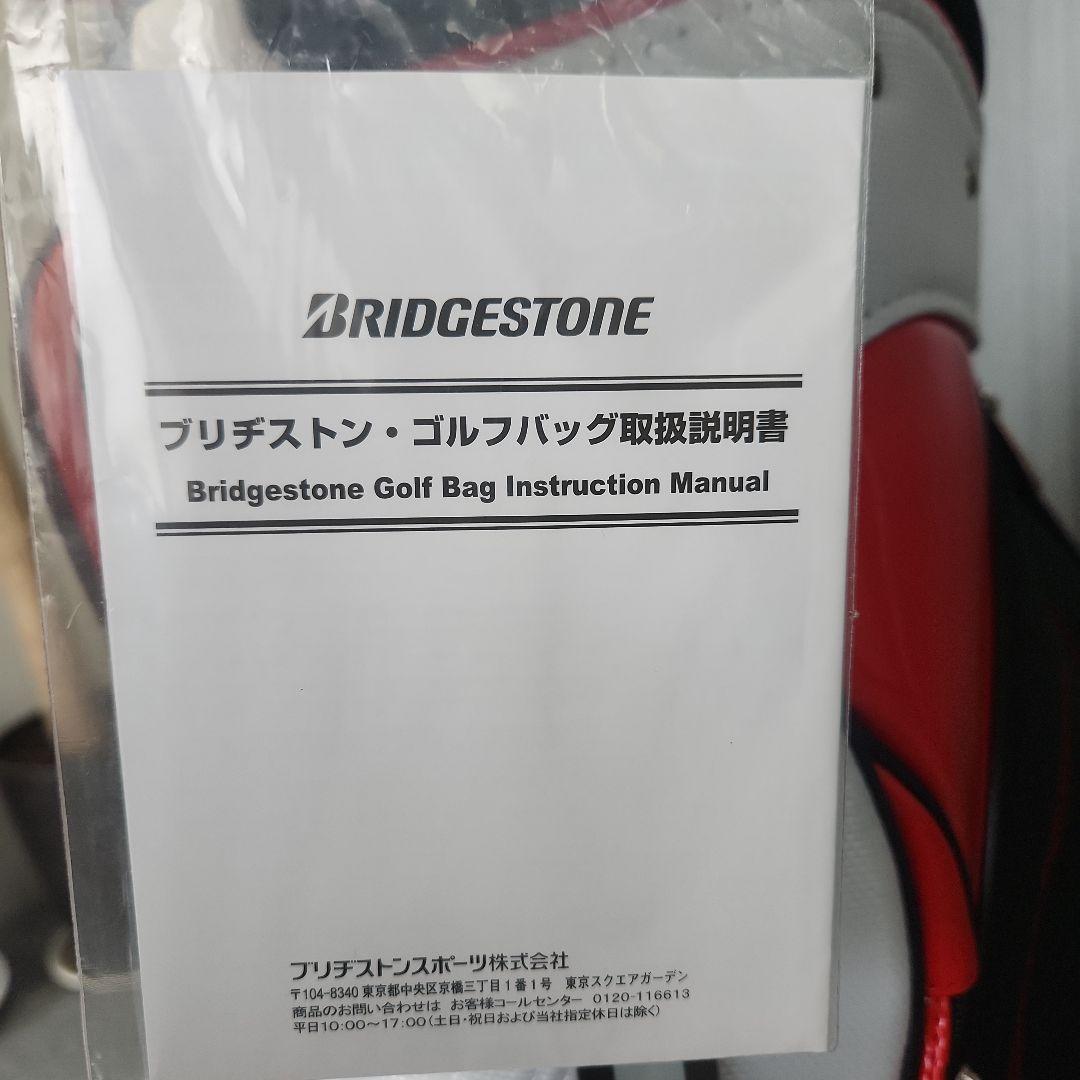 BRIDGESTONE
ブリヂストン・ゴルフバッグ取扱説明書
Bridgestone Golf Bag Instruction Manual
ブリヂストンスポーツ株式会社
〒104-8340 東京都中央区京橋三丁目1番1号 東京スクエアガーデン
商品のお問い合わせは お客様コールセンター 0120-116613
平日10:00〜17:00(土日・祝日および当社指定休日は除く)